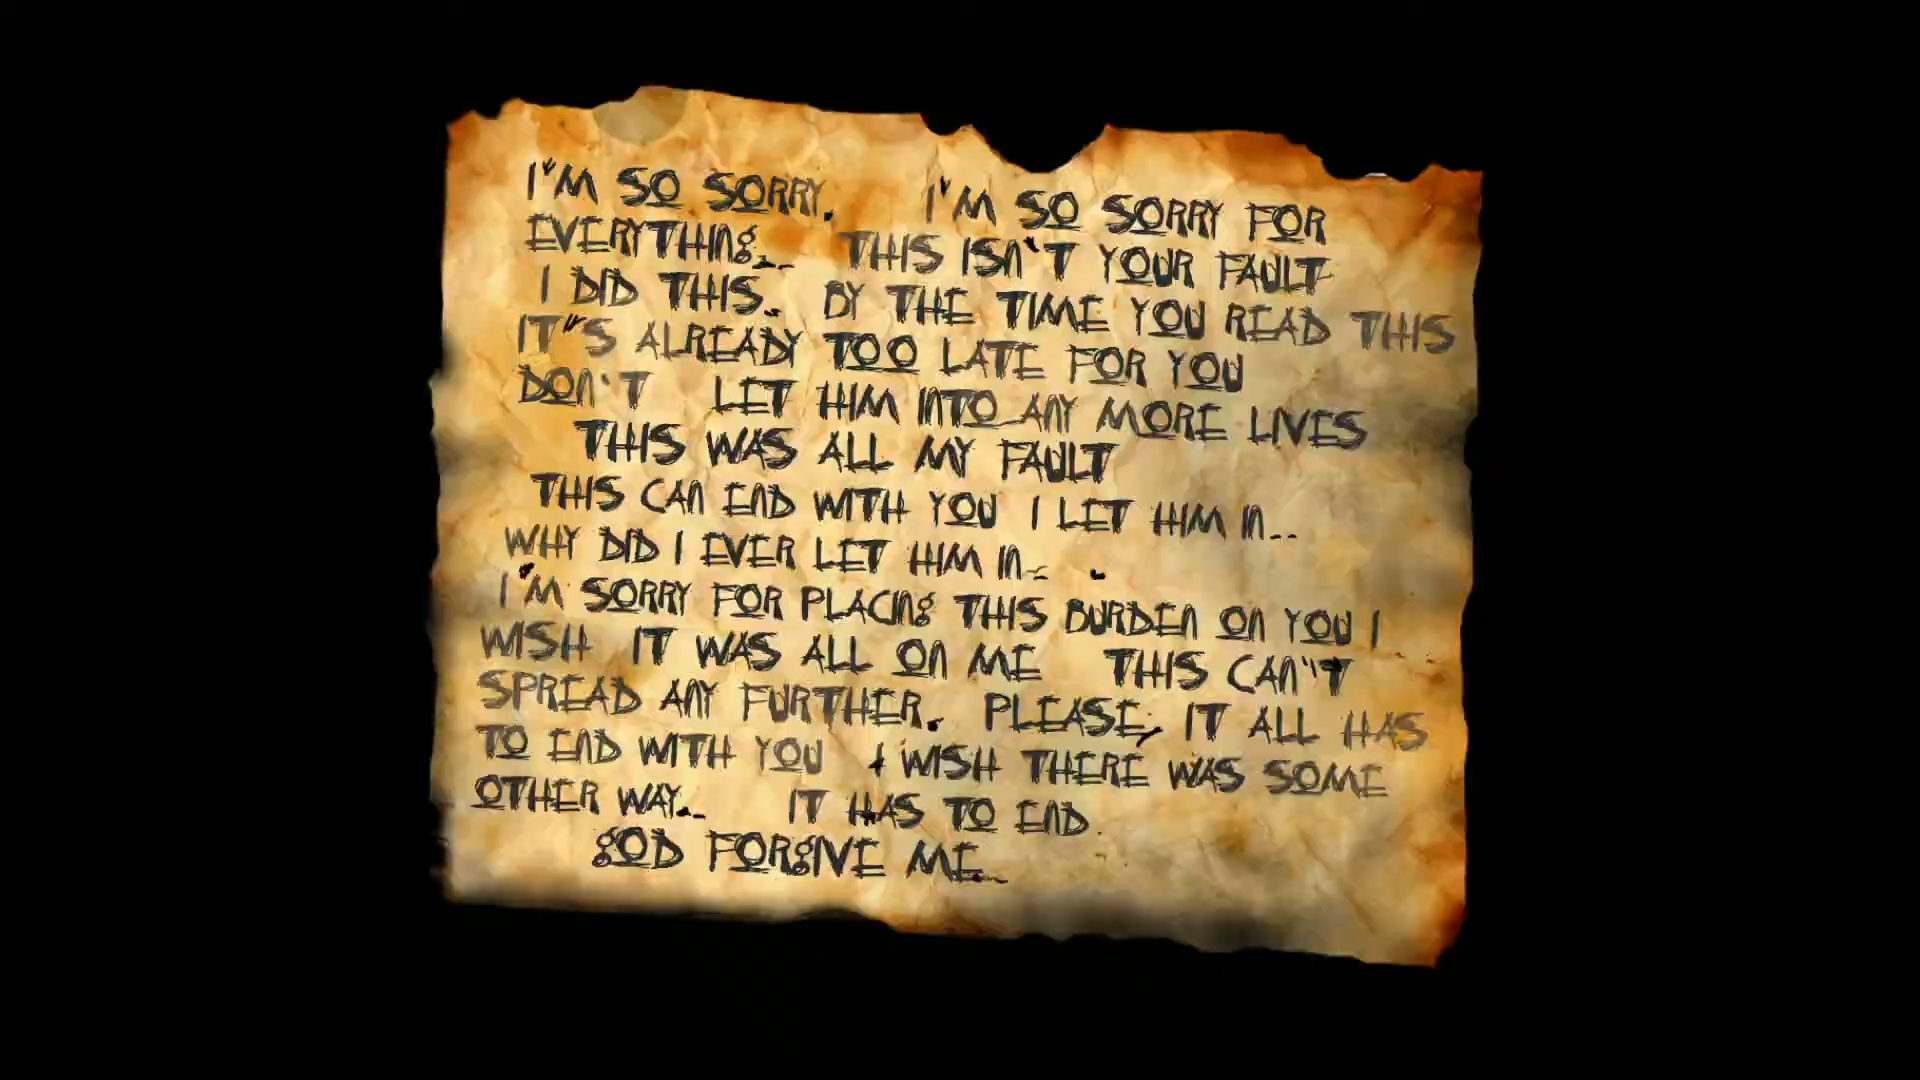 I'M SO SORRY. I'M SO SORRY FOR
EVERYTHING... THIS ISN'T YOUR FAULT
I DID THIS.. BY THE TIME YOU READ THIS
IT"S ALREADY TOO LATE FOR YOU
DON'T LET HIM INTO ANY MORE LIVES
THIS WAS ALL MY FAULT
THIS CAN END WITH YOU I LET HIM IN...
WHY DID I EVER LET HIM IN..
I'M SORRY FOR PLACING THIS BURDEN ON YOU I
WISH IT WAS ALL ON ME THIS CAN'T
SPREAD ANY FURTHER. PLEASE, IT ALL HAS
TO END WITH YOU I WISH THERE WAS SOME
OTHER WAY... IT HAS TO END.
GOD FORGIVE ME...